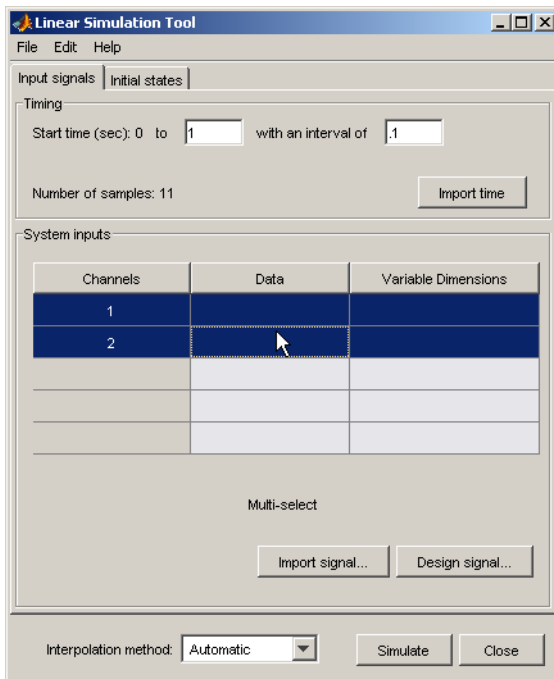 Linear Simulation Tool
File Edit Help
Input signals Initial states
Timing
Start time (sec): 0 to 1 with an interval of .1
Number of samples: 11 Import time
System inputs
Channels Data Variable Dimensions
1
2
Multi-select
Import signal... Design signal...
Interpolation method: Automatic Simulate Close